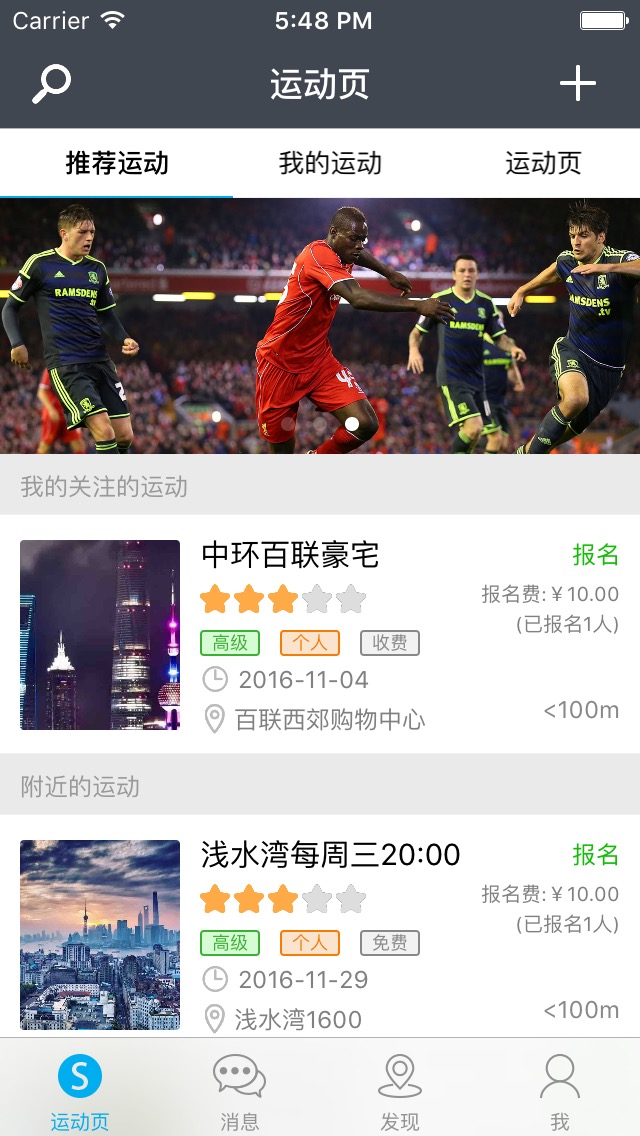 Carrier 5:48 PM
运动页
推荐运动 我的运动 运动页
RAMSDENS
RAMSDENS
.tv
RAMSDENS
.tv
我的关注的运动
中环百联豪宅 报名
报名费:￥10.00
(已报名1人)
高级 个人 收费
2016-11-04
百联西郊购物中心 <100m
附近的运动
浅水湾每周三20:00 报名
报名费:￥10.00
(已报名1人)
高级 个人 免费
2016-11-29
浅水湾1600 <100m
S
运动页 消息 发现 我